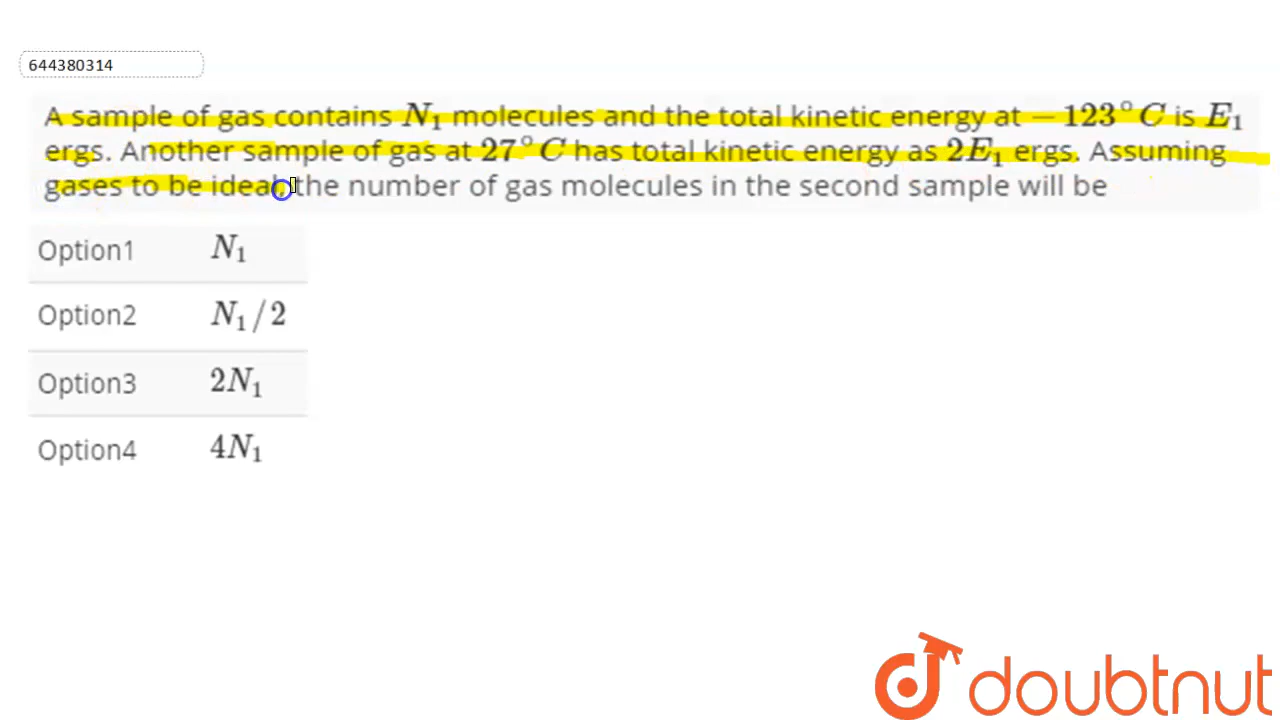 644380314
A sample of gas contains N₁ molecules and the total kinetic energy at −123°C is E₁
ergs. Another sample of gas at 27°C has total kinetic energy as 2E₁ ergs. Assuming
gases to be ideal, the number of gas molecules in the second sample will be
Option1 N₁
Option2 N₁/2
Option3 2N₁
Option4 4N₁
doubtnut